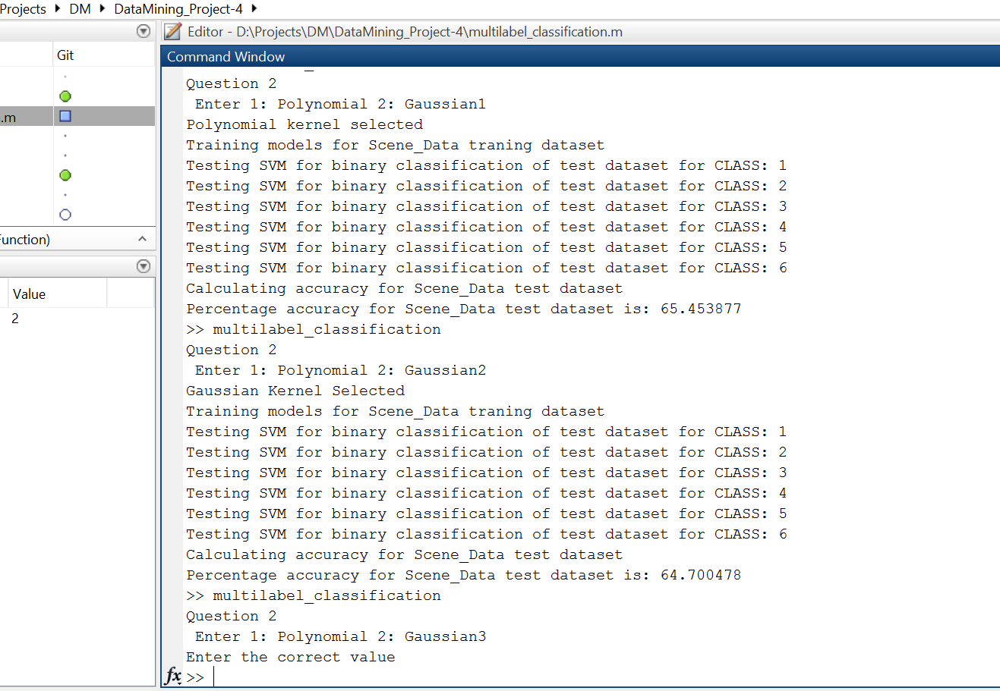 Projects ▶ DM ▶ DataMining_Project-4 ▶
Editor - D:\Projects\DM\DataMining_Project-4\multilabel_classification.m
Git
.m
Function)
Value
2
Command Window
Question 2
Enter 1: Polynomial 2: Gaussian1
Polynomial kernel selected
Training models for Scene_Data traning dataset
Testing SVM for binary classification of test dataset for CLASS: 1
Testing SVM for binary classification of test dataset for CLASS: 2
Testing SVM for binary classification of test dataset for CLASS: 3
Testing SVM for binary classification of test dataset for CLASS: 4
Testing SVM for binary classification of test dataset for CLASS: 5
Testing SVM for binary classification of test dataset for CLASS: 6
Calculating accuracy for Scene_Data test dataset
Percentage accuracy for Scene_Data test dataset is: 65.453877
>> multilabel_classification
Question 2
Enter 1: Polynomial 2: Gaussian2
Gaussian Kernel Selected
Training models for Scene_Data traning dataset
Testing SVM for binary classification of test dataset for CLASS: 1
Testing SVM for binary classification of test dataset for CLASS: 2
Testing SVM for binary classification of test dataset for CLASS: 3
Testing SVM for binary classification of test dataset for CLASS: 4
Testing SVM for binary classification of test dataset for CLASS: 5
Testing SVM for binary classification of test dataset for CLASS: 6
Calculating accuracy for Scene_Data test dataset
Percentage accuracy for Scene_Data test dataset is: 64.700478
>> multilabel_classification
Question 2
Enter 1: Polynomial 2: Gaussian3
Enter the correct value
fx >>